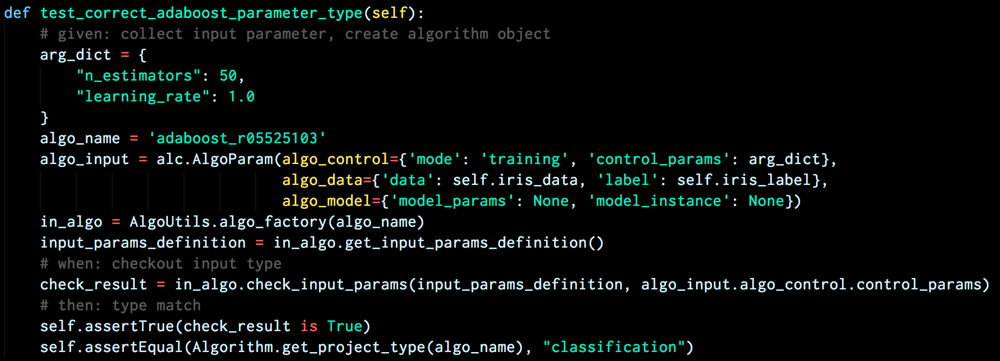 def test_correct_adaboost_parameter_type(self):
    # given: collect input parameter, create algorithm object
    arg_dict = {
        "n_estimators": 50,
        "learning_rate": 1.0
    }
    algo_name = 'adaboost_r05525103'
    algo_input = alc.AlgoParam(algo_control={'mode': 'training', 'control_params': arg_dict},
                               algo_data={'data': self.iris_data, 'label': self.iris_label},
                               algo_model={'model_params': None, 'model_instance': None})
    in_algo = AlgoUtils.algo_factory(algo_name)
    input_params_definition = in_algo.get_input_params_definition()
    # when: checkout input type
    check_result = in_algo.check_input_params(input_params_definition, algo_input.algo_control.control_params)
    # then: type match
    self.assertTrue(check_result is True)
    self.assertEqual(Algorithm.get_project_type(algo_name), "classification")